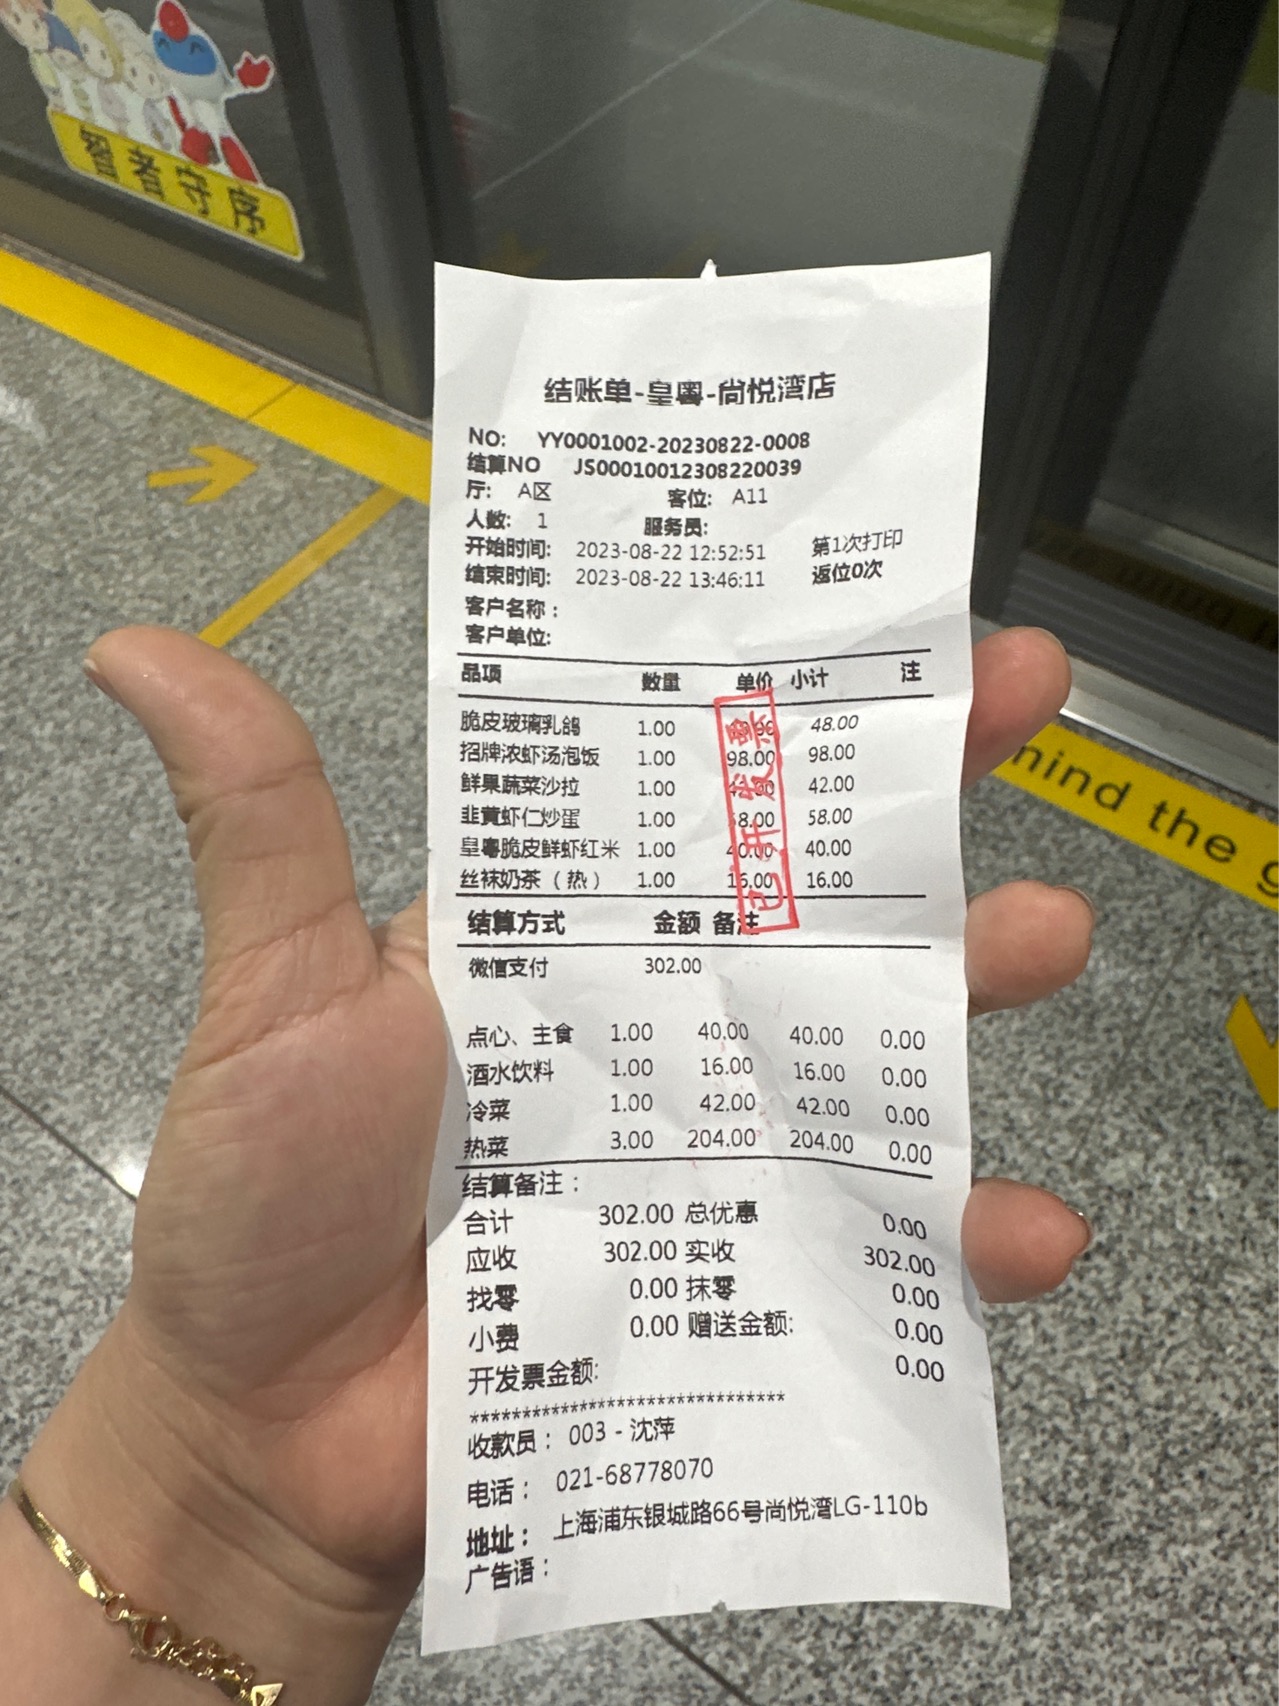 智者守序
结账单-皇粤-尚悦湾店
NO: YY0001002-20230822-0008
结算NO JS00010012308220039
厅: A区 客位: A11
人数: 1 服务员:
开始时间: 2023-08-22 12:52:51 第1次打印
结束时间: 2023-08-22 13:46:11 返位0次
客户名称：
客户单位:
品项 数量 单价 小计 注
脆皮玻璃乳鸽 1.00 48.00
招牌浓虾汤泡饭 1.00 98.00 98.00
鲜果蔬菜沙拉 1.00 42.00
韭黄虾仁炒蛋 1.00 58.00 58.00
皇粤脆皮鲜虾红米 1.00 40.00 40.00
丝袜奶茶（热） 1.00 16.00 16.00
已开发票
结算方式 金额 备注
微信支付 302.00
点心、主食 1.00 40.00 40.00 0.00
酒水饮料 1.00 16.00 16.00 0.00
冷菜 1.00 42.00 42.00 0.00
热菜 3.00 204.00 204.00 0.00
结算备注：
合计 302.00 总优惠 0.00
应收 302.00 实收 302.00
找零 0.00 抹零 0.00
小费 0.00 赠送金额: 0.00
开发票金额: 0.00
********************************
收款员： 003 - 沈萍
电话： 021-68778070
地址： 上海浦东银城路66号尚悦湾LG-110b
广告语：
mind the g